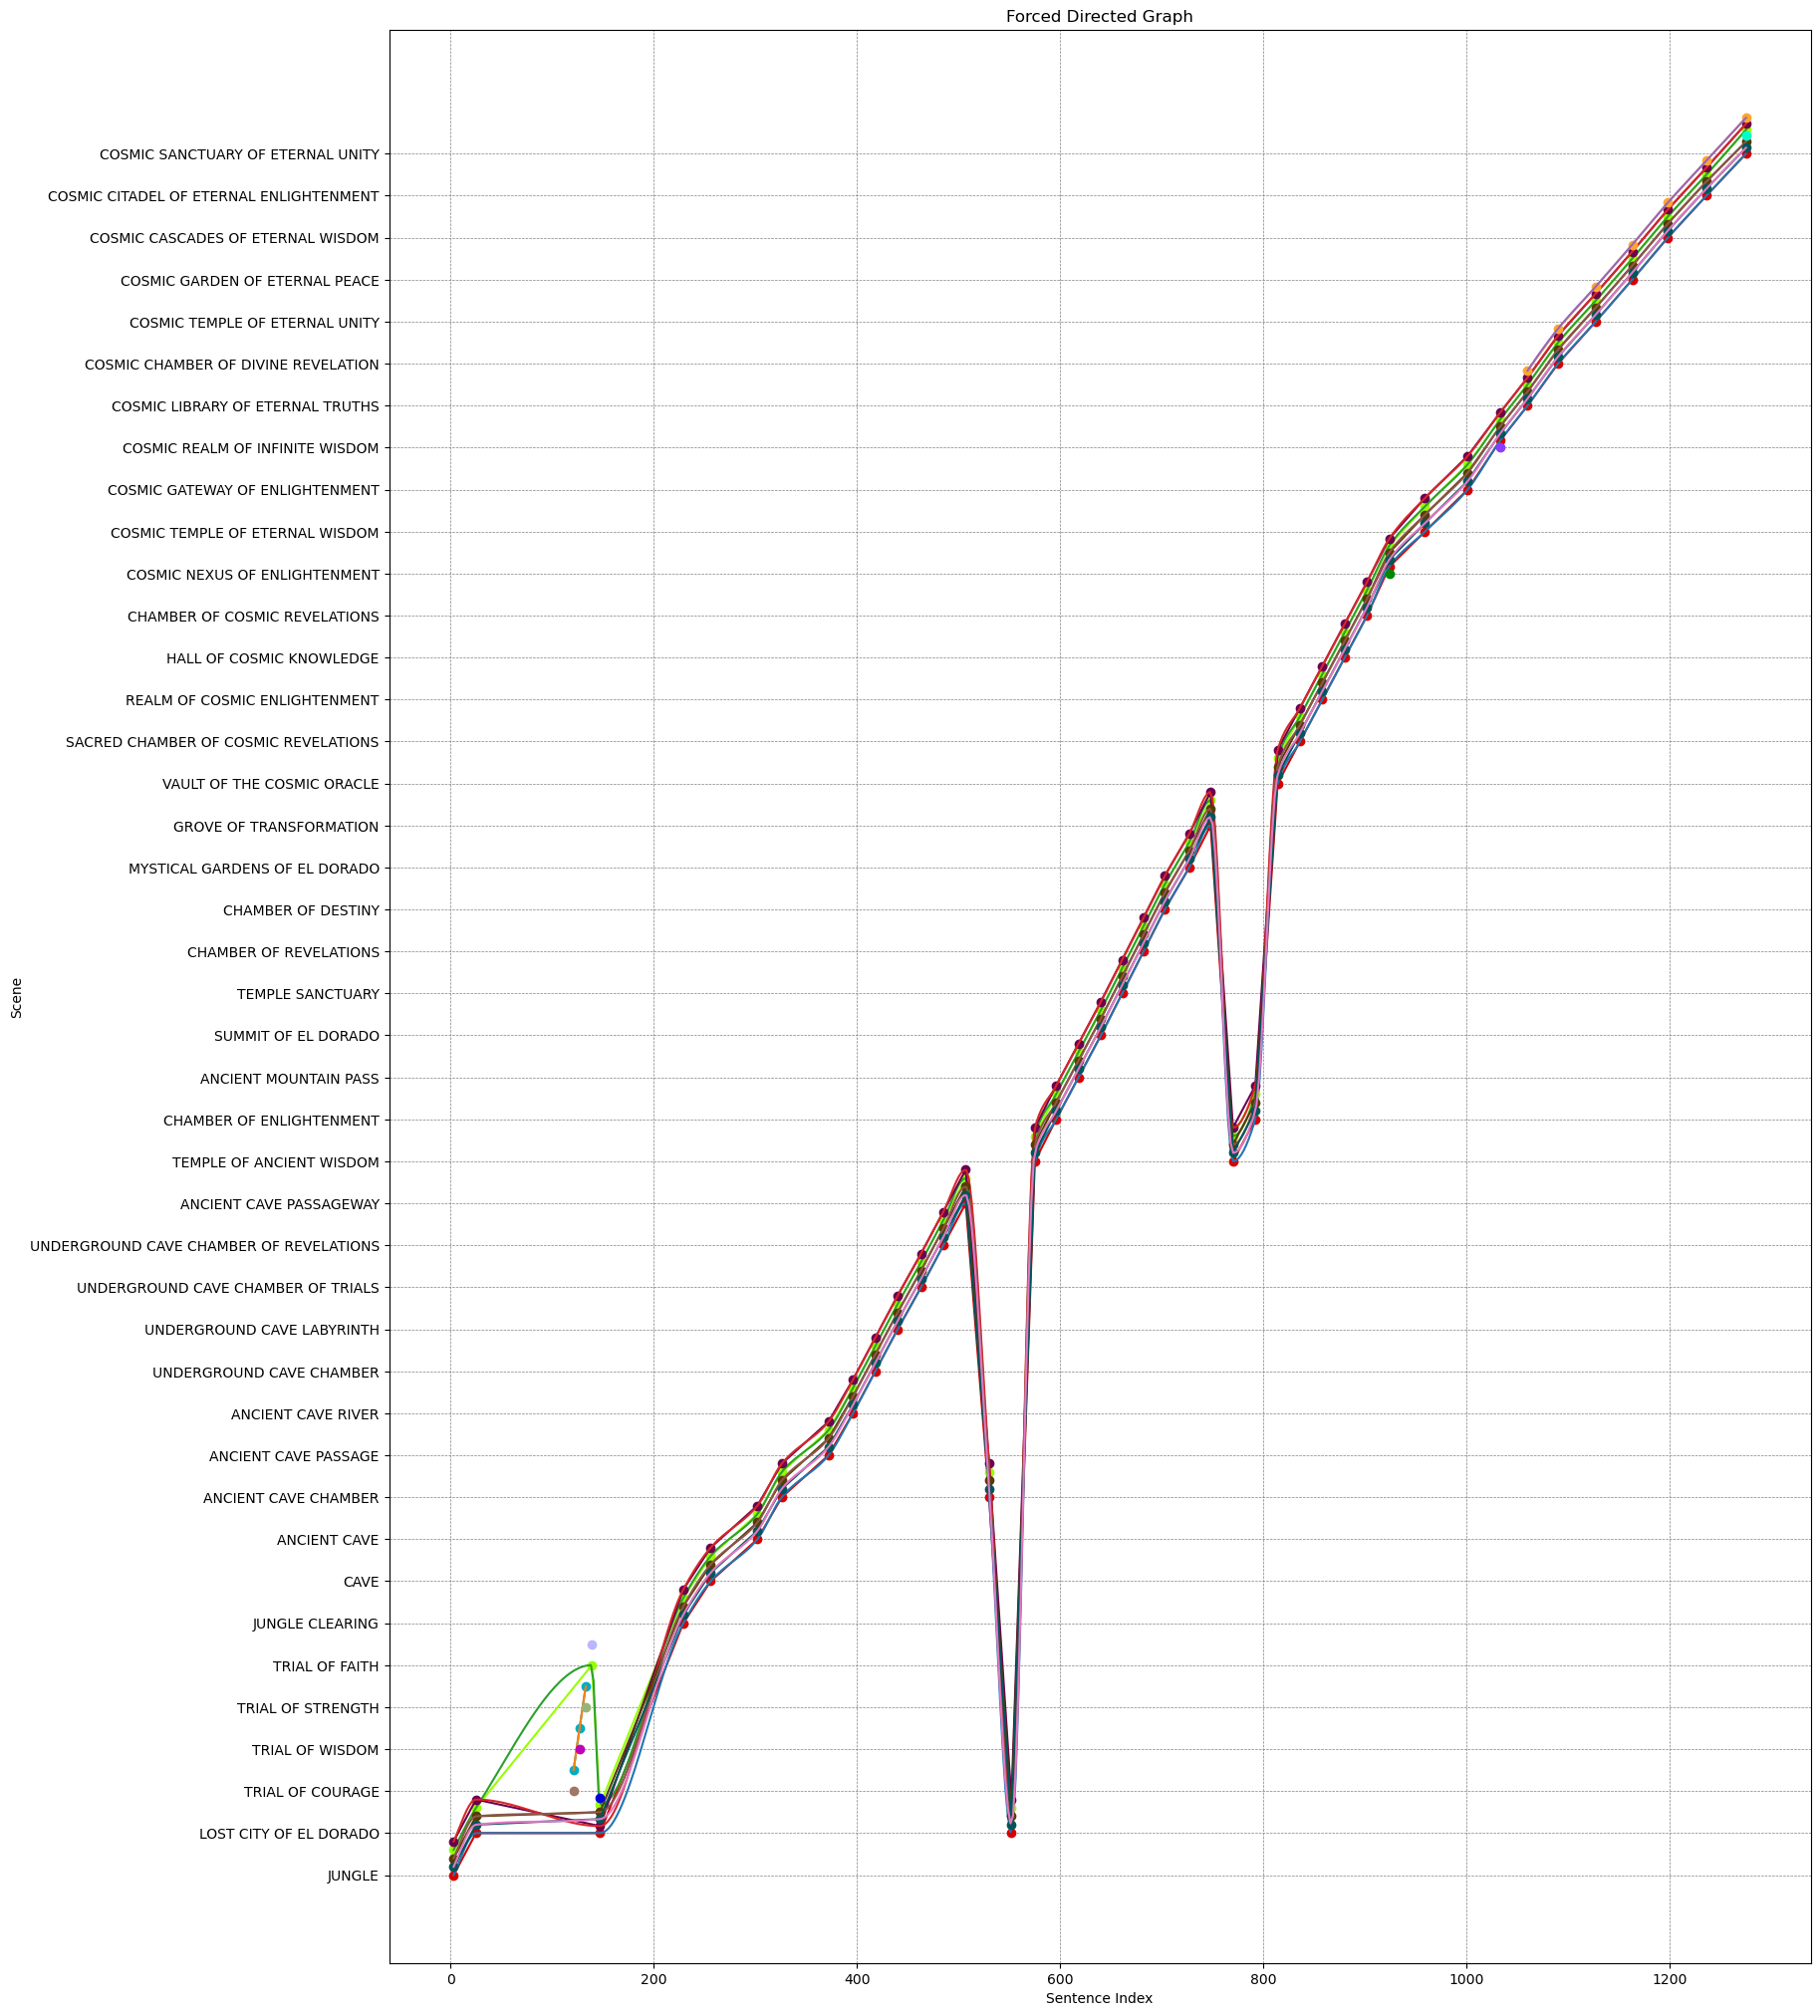 Forced Directed Graph
COSMIC SANCTUARY OF ETERNAL UNITY
COSMIC CITADEL OF ETERNAL ENLIGHTENMENT
COSMIC CASCADES OF ETERNAL WISDOM
COSMIC GARDEN OF ETERNAL PEACE
COSMIC TEMPLE OF ETERNAL UNITY
COSMIC CHAMBER OF DIVINE REVELATION
COSMIC LIBRARY OF ETERNAL TRUTHS
COSMIC REALM OF INFINITE WISDOM
COSMIC GATEWAY OF ENLIGHTENMENT
COSMIC TEMPLE OF ETERNAL WISDOM
COSMIC NEXUS OF ENLIGHTENMENT
CHAMBER OF COSMIC REVELATIONS
HALL OF COSMIC KNOWLEDGE
REALM OF COSMIC ENLIGHTENMENT
SACRED CHAMBER OF COSMIC REVELATIONS
VAULT OF THE COSMIC ORACLE
GROVE OF TRANSFORMATION
MYSTICAL GARDENS OF EL DORADO
CHAMBER OF DESTINY
CHAMBER OF REVELATIONS
TEMPLE SANCTUARY
SUMMIT OF EL DORADO
ANCIENT MOUNTAIN PASS
CHAMBER OF ENLIGHTENMENT
TEMPLE OF ANCIENT WISDOM
ANCIENT CAVE PASSAGEWAY
UNDERGROUND CAVE CHAMBER OF REVELATIONS
UNDERGROUND CAVE CHAMBER OF TRIALS
UNDERGROUND CAVE LABYRINTH
UNDERGROUND CAVE CHAMBER
ANCIENT CAVE RIVER
ANCIENT CAVE PASSAGE
ANCIENT CAVE CHAMBER
ANCIENT CAVE
CAVE
JUNGLE CLEARING
TRIAL OF FAITH
TRIAL OF STRENGTH
TRIAL OF WISDOM
TRIAL OF COURAGE
LOST CITY OF EL DORADO
JUNGLE
Scene
0 200 400 600 800 1000 1200
Sentence Index